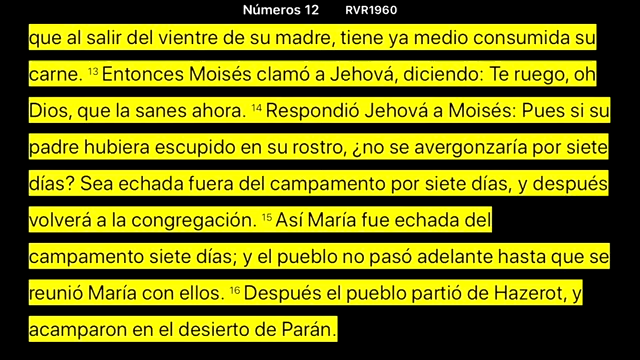 Números 12 RVR1960
que al salir del vientre de su madre, tiene ya medio consumida su
carne. 13 Entonces Moisés clamó a Jehová, diciendo: Te ruego, oh
Dios, que la sanes ahora. 14 Respondió Jehová a Moisés: Pues si su
padre hubiera escupido en su rostro, ¿no se avergonzaría por siete
días? Sea echada fuera del campamento por siete días, y después
volverá a la congregación. 15 Así María fue echada del
campamento siete días; y el pueblo no pasó adelante hasta que se
reunió María con ellos. 16 Después el pueblo partió de Hazerot, y
acamparon en el desierto de Parán.